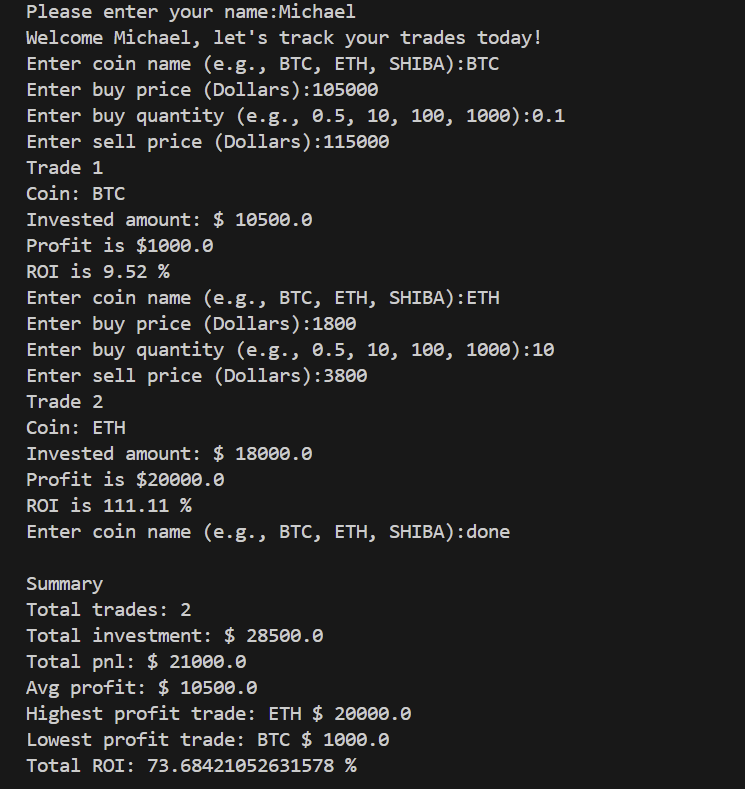 Please enter your name:Michael
Welcome Michael, let's track your trades today!
Enter coin name (e.g., BTC, ETH, SHIBA):BTC
Enter buy price (Dollars):105000
Enter buy quantity (e.g., 0.5, 10, 100, 1000):0.1
Enter sell price (Dollars):115000
Trade 1
Coin: BTC
Invested amount: $ 10500.0
Profit is $1000.0
ROI is 9.52 %
Enter coin name (e.g., BTC, ETH, SHIBA):ETH
Enter buy price (Dollars):1800
Enter buy quantity (e.g., 0.5, 10, 100, 1000):10
Enter sell price (Dollars):3800
Trade 2
Coin: ETH
Invested amount: $ 18000.0
Profit is $20000.0
ROI is 111.11 %
Enter coin name (e.g., BTC, ETH, SHIBA):done
Summary
Total trades: 2
Total investment: $ 28500.0
Total pnl: $ 21000.0
Avg profit: $ 10500.0
Highest profit trade: ETH $ 20000.0
Lowest profit trade: BTC $ 1000.0
Total ROI: 73.68421052631578 %